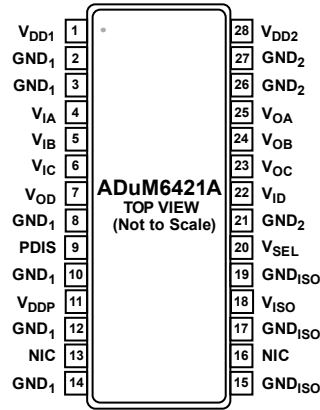 VDD1 1 28 VDD2
GND1 2 27 GND2
GND1 3 26 GND2
VIA 4 25 VOA
VIB 5 24 VOB
VIC 6 23 VOC
VOD 7 22 VID
ADuM6421A
TOP VIEW
(Not to Scale)
GND1 8 21 GND2
PDIS 9 20 VSEL
GND1 10 19 GNDISO
VDDP 11 18 VISO
GND1 12 17 GNDISO
NIC 13 16 NIC
GND1 14 15 GNDISO